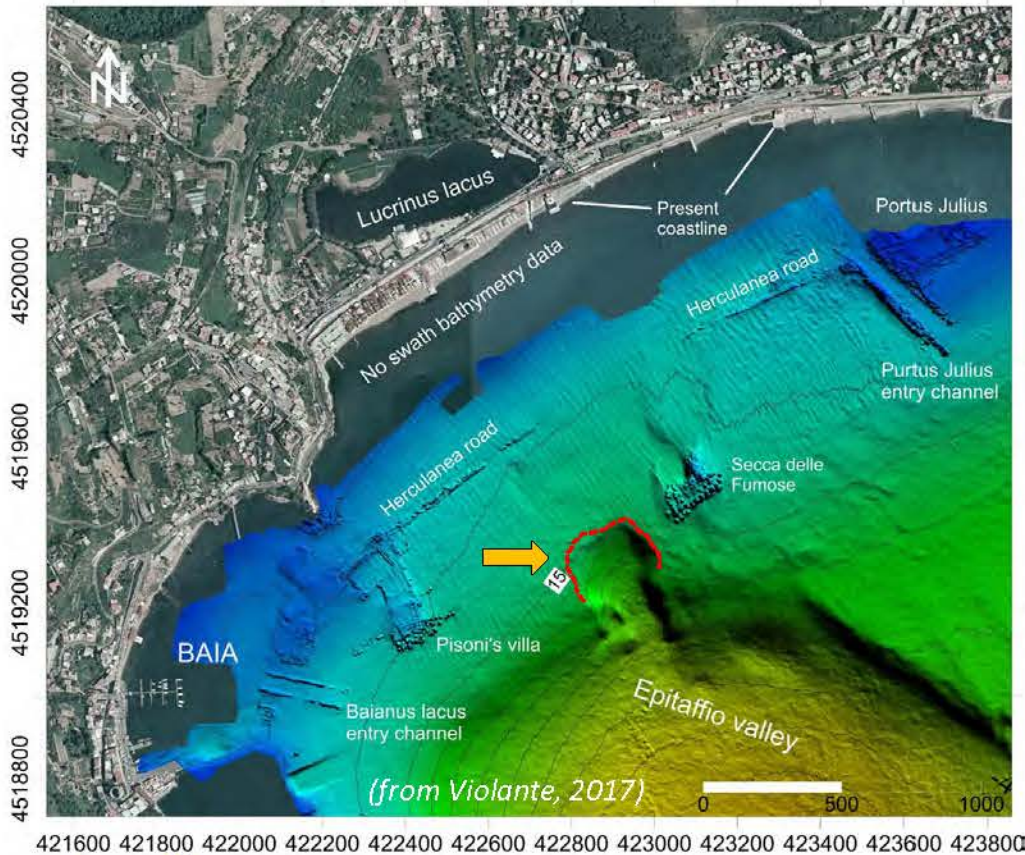 N
4520400
4520000
4519600
4519200
4518800
Lucrinus lacus
Present
coastline
Portus Julius
No swath bathymetry data
Herculanea road
Purtus Julius
entry channel
Herculanea road
Secca delle
Fumose
15
Pisoni's villa
BAIA
Baianus lacus
entry channel
Epitaffio valley
(from Violante, 2017)
0 500 1000
421600 421800 422000 422200 422400 422600 422800 423000 423200 423400 423600 423800